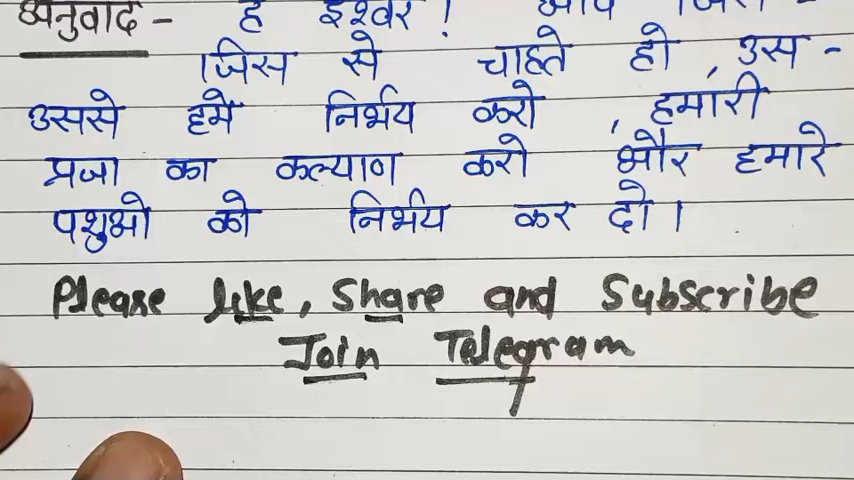 अनुवाद - हे ईश्वर! आप जिस -
जिस से चाहते हो, उस -
उससे हमें निर्भय करो, हमारी
प्रजा का कल्याण करो और हमारे
पशुओ को निर्भय कर दो।
Please like, Share and Subscribe
Join Telegram